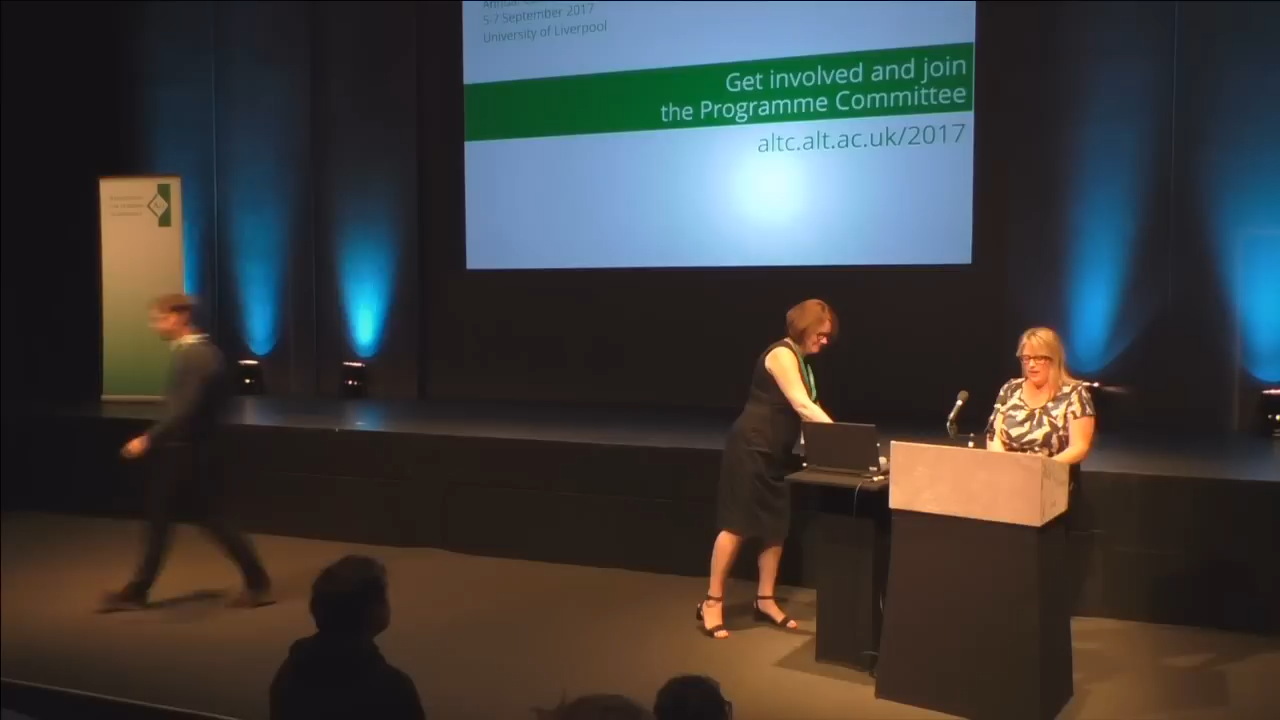 Annual
5-7 September 2017
University of Liverpool
Get involved and join
the Programme Committee
altc.alt.ac.uk/2017